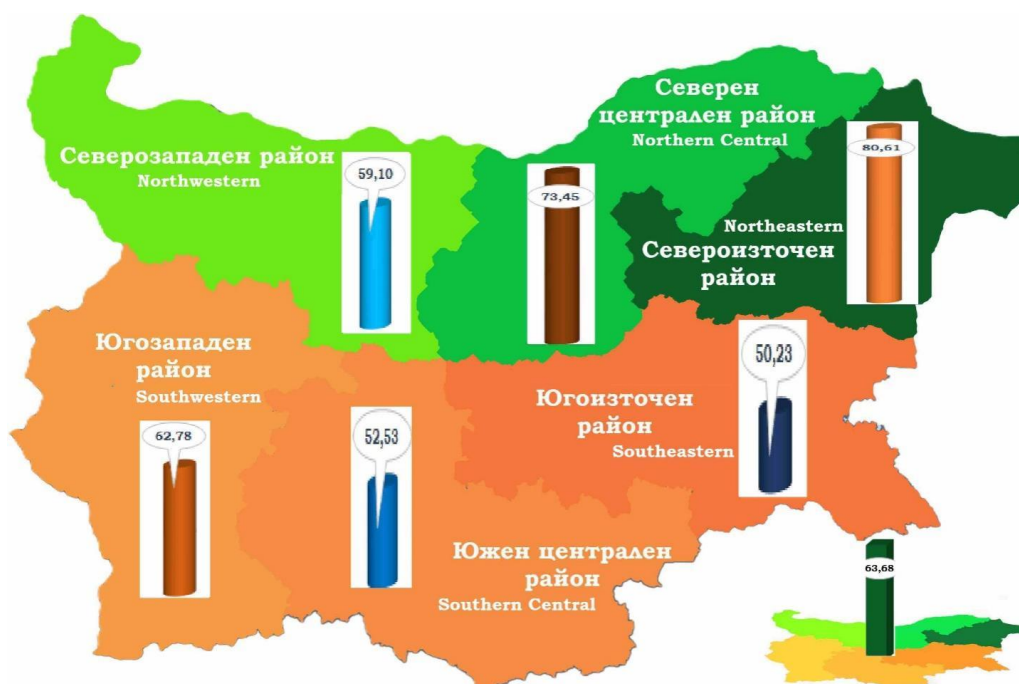 Северозападен район
Northwestern
59,10
Северен
централен район
Northern Central
73,45
80,61
Northeastern
Североизточен
район
Югозападен
район
Southwestern
62,78
52,53
50,23
Югоизточен
район
Southeastern
Южен централен
район
Southern Central
63,68